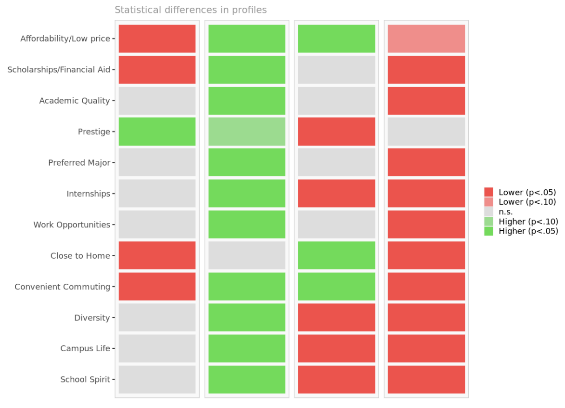 Statistical differences in profiles
Affordability/Low price
Scholarships/Financial Aid
Academic Quality
Prestige
Preferred Major
Internships
Work Opportunities
Close to Home
Convenient Commuting
Diversity
Campus Life
School Spirit
Lower (p<.05)
Lower (p<.10)
n.s.
Higher (p<.10)
Higher (p<.05)